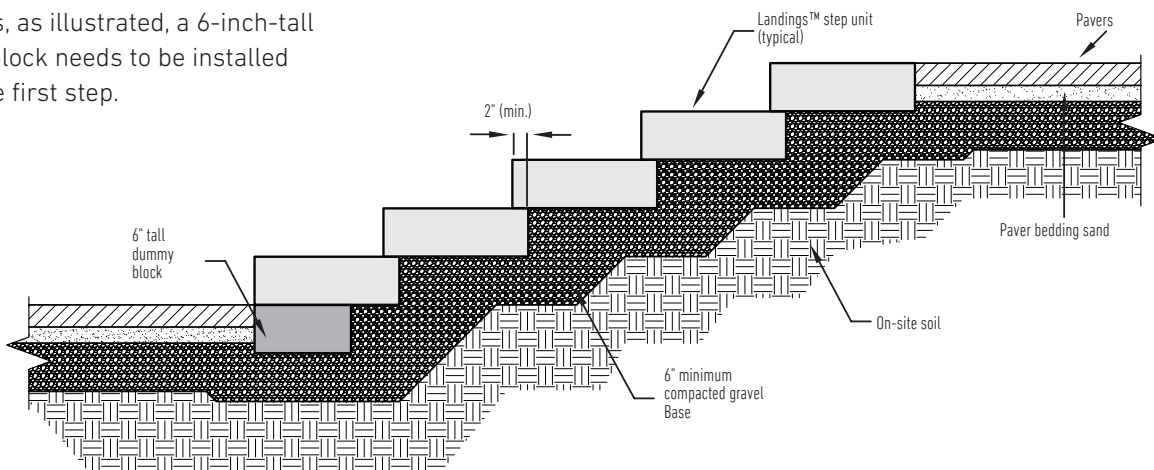 s, as illustrated, a 6-inch-tall
lock needs to be installed
e first step.
Landings™ step unit
(typical)
Pavers
2" (min.)
6" tall
dummy
block
Paver bedding sand
On-site soil
6" minimum
compacted gravel
Base